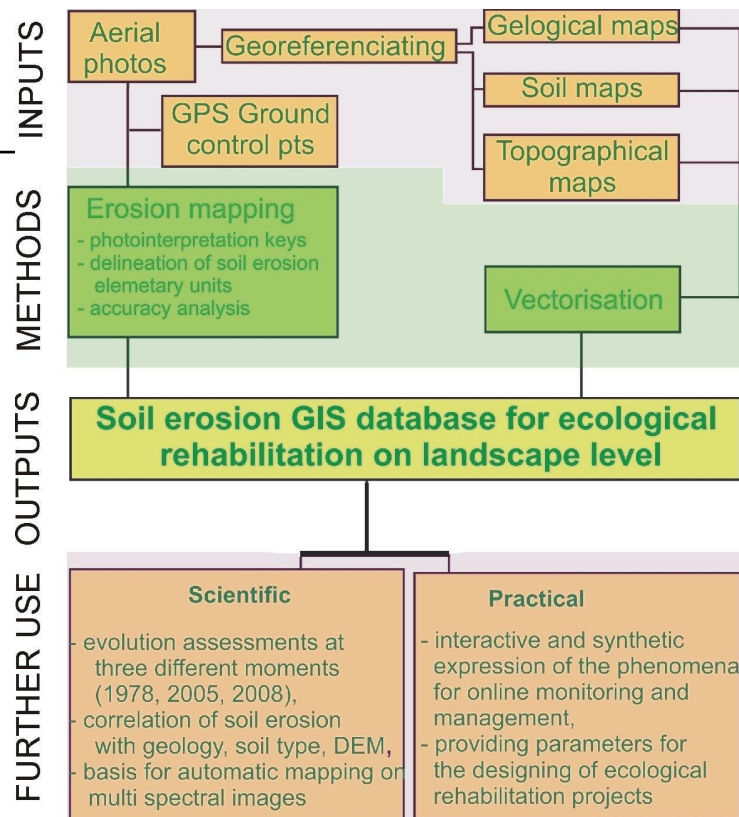 INPUTS
Aerial
photos
Georeferenciating
Gelogical maps
Soil maps
GPS Ground
control pts
Topographical
maps
METHODS
Erosion mapping
- photointerpretation keys
- delineation of soil erosion
elemetary units
- accuracy analysis
Vectorisation
OUTPUTS
Soil erosion GIS database for ecological
rehabilitation on landscape level
FURTHER USE
Scientific
- evolution assessments at
three different moments
(1978, 2005, 2008),
- correlation of soil erosion
with geology, soil type, DEM,
- basis for automatic mapping on
multi spectral images
Practical
- interactive and synthetic
expression of the phenomena
for online monitoring and
management,
- providing parameters for
the designing of ecological
rehabilitation projects